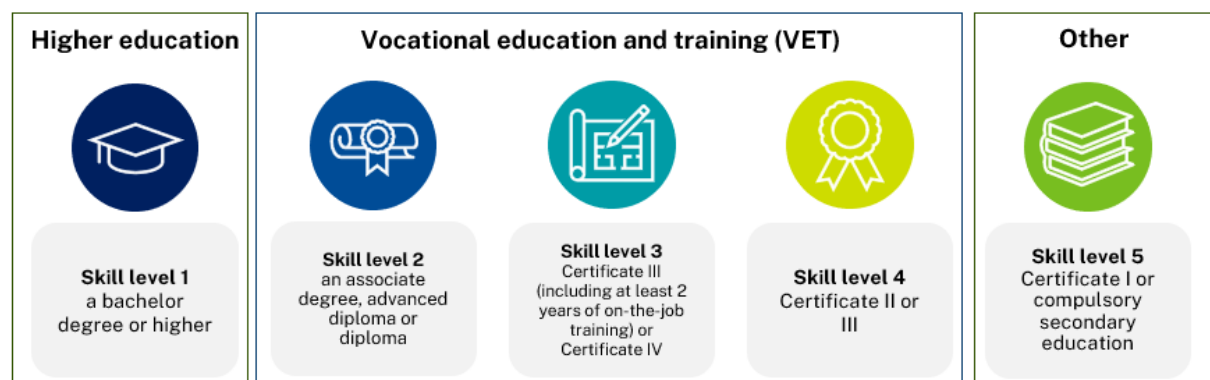 Higher education
Vocational education and training (VET)
Other
Skill level 1
a bachelor
degree or higher
Skill level 2
an associate
degree, advanced
diploma or
diploma
Skill level 3
Certificate III
(including at least 2
years of on-the-job
training) or
Certificate IV
Skill level 4
Certificate II or
III
Skill level 5
Certificate I or
compulsory
secondary
education